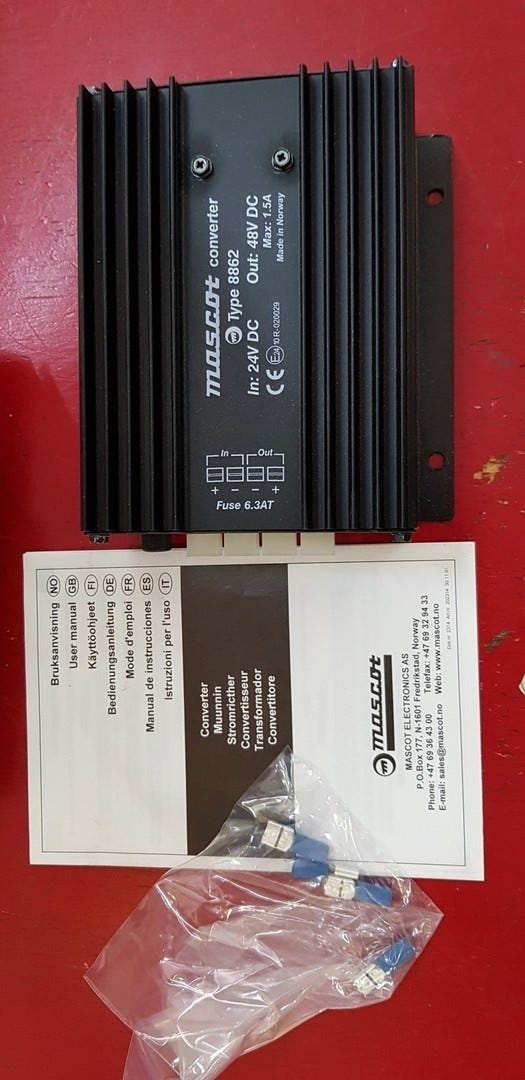 mascot converter
Type 8862
In: 24V DC Out: 48V DC
Max: 1.5A
CE E24 10 R-020029 Made in Norway
In Out
+ - - +
Fuse 6.3AT
Bruksanvisning NO
User manual GB
Käyttöohjeet FI
Bedienungsanleitung DE
Mode d'emploi FR
Manual de instrucciones ES
Istruzioni per l'uso IT
Converter
Muunnin
Stromricther
Convertisseur
Transformador
Convertitore
mascot
MASCOT ELECTRONICS AS
P.O.Box 177, N-1601 Fredrikstad, Norway
Phone: +47 69 36 43 00 Telefax: +47 69 32 94 33
E-mail: sales@mascot.no Web: www.mascot.no